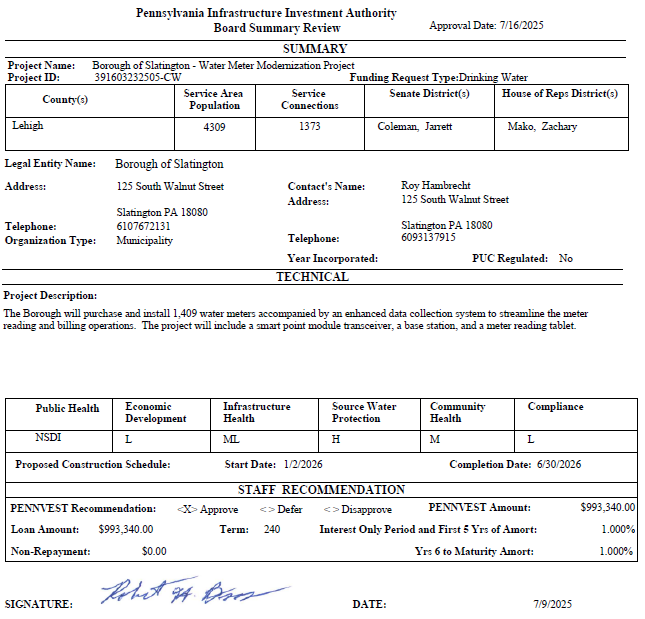 Pennsylvania Infrastructure Investment Authority
Board Summary Review
Approval Date: 7/16/2025
SUMMARY
Project Name: Borough of Slatington - Water Meter Modernization Project
Project ID: 391603232505-CW Funding Request Type:Drinking Water
County(s) Service Area Population Service Connections Senate District(s) House of Reps District(s)
Lehigh 4309 1373 Coleman, Jarrett Mako, Zachary
Legal Entity Name: Borough of Slatington
Address: 125 South Walnut Street Contact's Name: Roy Hambrecht
Address: 125 South Walnut Street
Slatington PA 18080 Slatington PA 18080
Telephone: 6107672131
Organization Type: Municipality Telephone: 6093137915
Year Incorporated: PUC Regulated: No
TECHNICAL
Project Description:
The Borough will purchase and install 1,409 water meters accompanied by an enhanced data collection system to streamline the meter
reading and billing operations. The project will include a smart point module transceiver, a base station, and a meter reading tablet.
Public Health Economic Development Infrastructure Health Source Water Protection Community Health Compliance
NSDI L ML H M L
Proposed Construction Schedule: Start Date: 1/2/2026 Completion Date: 6/30/2026
STAFF RECOMMENDATION
PENNVEST Recommendation: <X> Approve < > Defer < > Disapprove PENNVEST Amount: $993,340.00
Loan Amount: $993,340.00 Term: 240 Interest Only Period and First 5 Yrs of Amort: 1.000%
Non-Repayment: $0.00 Yrs 6 to Maturity Amort: 1.000%
SIGNATURE: DATE: 7/9/2025